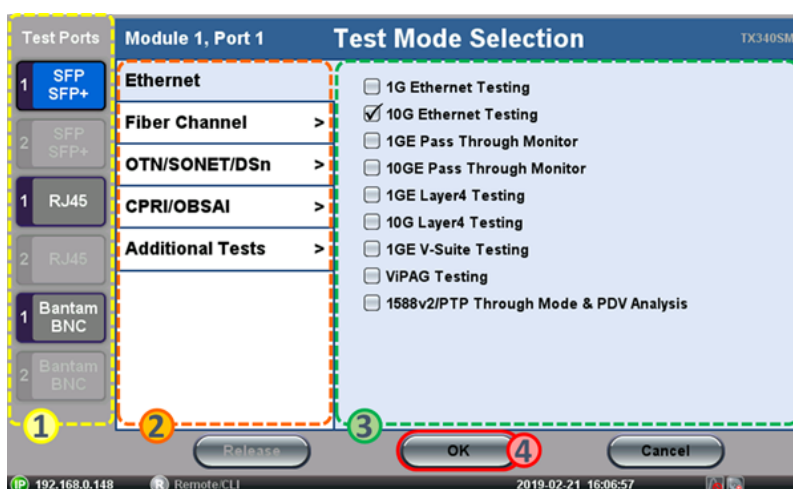 Test Ports
Module 1, Port 1
Test Mode Selection
TX340SM
1 SFP
SFP+
2 SFP
SFP+
1 RJ45
2 RJ45
1 Bantam
BNC
2 Bantam
BNC
1
Ethernet
Fiber Channel >
OTN/SONET/DSn >
CPRI/OBSAI >
Additional Tests >
2
1G Ethernet Testing
10G Ethernet Testing
1GE Pass Through Monitor
10GE Pass Through Monitor
1GE Layer4 Testing
10G Layer4 Testing
1GE V-Suite Testing
ViPAG Testing
1588v2/PTP Through Mode & PDV Analysis
3
Release
OK
4
Cancel
IP 192.168.0.148
R Remote/CLI
2019-02-21 16:06:57